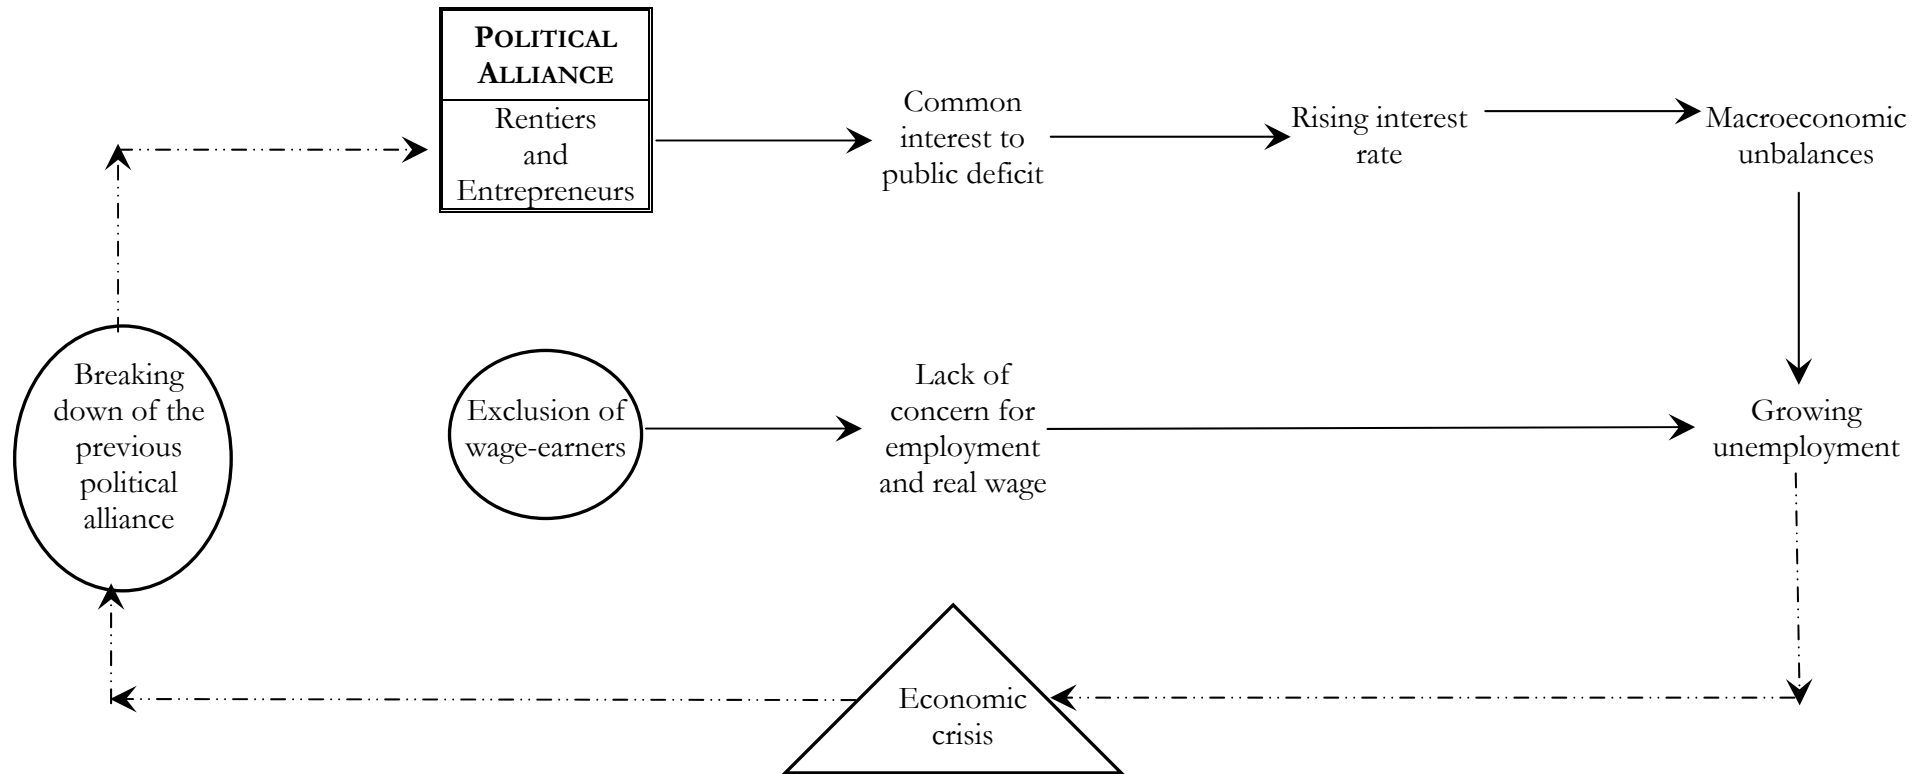 POLITICAL
ALLIANCE
Rentiers
and
Entrepreneurs
Common
interest to
public deficit
Rising interest
rate
Macroeconomic
unbalances
Breaking
down of the
previous
political
alliance
Exclusion of
wage-earners
Lack of
concern for
employment
and real wage
Growing
unemployment
Economic
crisis